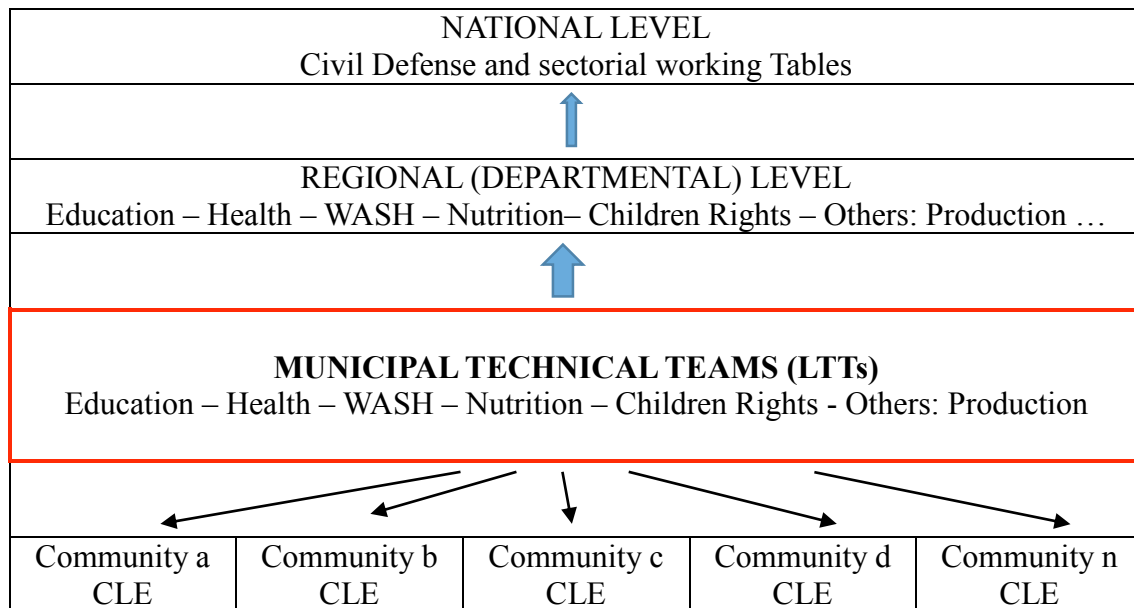 NATIONAL LEVEL
Civil Defense and sectorial working Tables
REGIONAL (DEPARTMENTAL) LEVEL
Education – Health – WASH – Nutrition– Children Rights – Others: Production …
MUNICIPAL TECHNICAL TEAMS (LTTs)
Education – Health – WASH – Nutrition – Children Rights - Others: Production
Community a
CLE
Community b
CLE
Community c
CLE
Community d
CLE
Community n
CLE